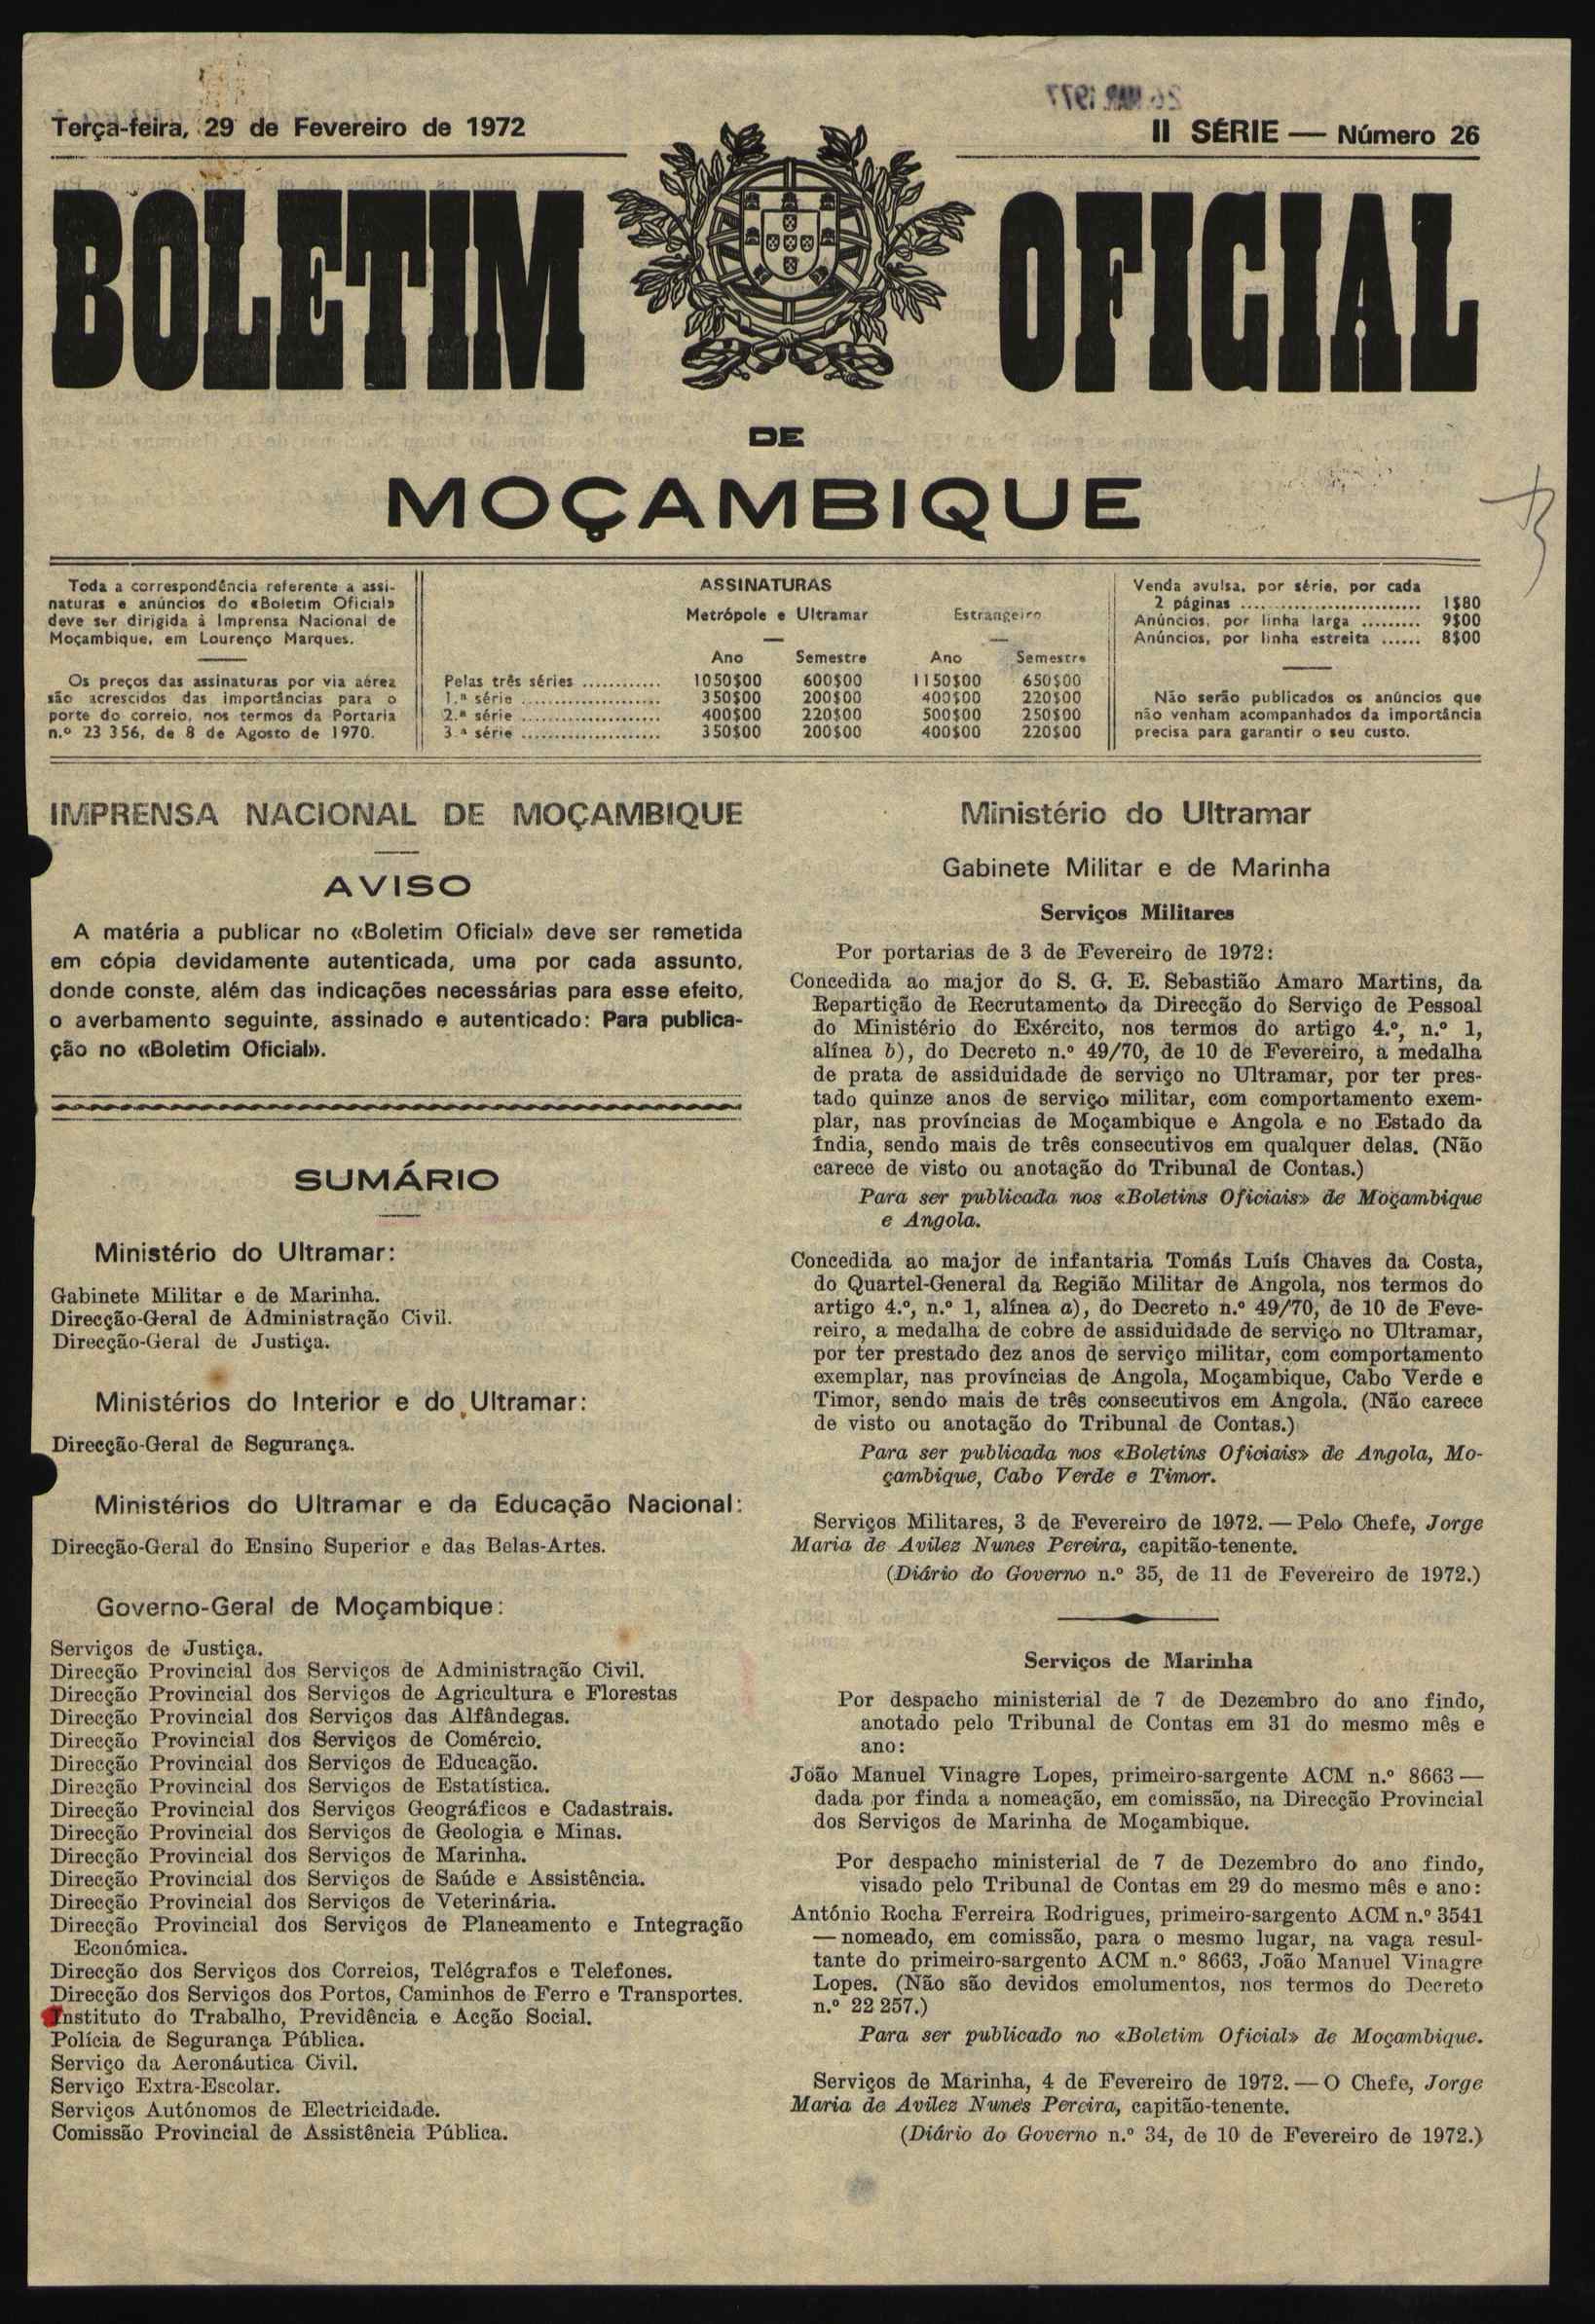 Terça-feira, 29 de Fevereiro de 1972
II SÉRIE — Número 26
BOLETIM OFICIAL
DE
MOÇAMBIQUE
Toda a correspondência referente a assi-
naturas e anúncios do «Boletim Oficial»
deve ser dirigida à Imprensa Nacional de
Moçambique, em Lourenço Marques.
Os preços das assinaturas por via aérea
são acrescidos das importâncias para o
porte do correio, nos termos da Portaria
n.º 23 356, de 8 de Agosto de 1970.
ASSINATURAS
Metrópole e Ultramar Estrangeiro
Ano Semestre Ano Semestre
Pelas três séries ............ 1050$00 600$00 1150$00 650$00
1.ª série ..................... 350$00 200$00 400$00 220$00
2.ª série ..................... 400$00 220$00 500$00 250$00
3.ª série ..................... 350$00 200$00 400$00 220$00
Venda avulsa, por série, por cada
2 páginas .......................... 1$80
Anúncios, por linha larga ......... 9$00
Anúncios, por linha estreita ...... 8$00
Não serão publicados os anúncios que
não venham acompanhados da importância
precisa para garantir o seu custo.
IMPRENSA NACIONAL DE MOÇAMBIQUE
AVISO
A matéria a publicar no «Boletim Oficial» deve ser remetida
em cópia devidamente autenticada, uma por cada assunto,
donde conste, além das indicações necessárias para esse efeito,
o averbamento seguinte, assinado e autenticado: Para publica-
ção no «Boletim Oficial».
SUMÁRIO
Ministério do Ultramar:
Gabinete Militar e de Marinha.
Direcção-Geral de Administração Civil.
Direcção-Geral de Justiça.
Ministérios do Interior e do Ultramar:
Direcção-Geral de Segurança.
Ministérios do Ultramar e da Educação Nacional:
Direcção-Geral do Ensino Superior e das Belas-Artes.
Governo-Geral de Moçambique:
Serviços de Justiça.
Direcção Provincial dos Serviços de Administração Civil.
Direcção Provincial dos Serviços de Agricultura e Florestas
Direcção Provincial dos Serviços das Alfândegas.
Direcção Provincial dos Serviços de Comércio.
Direcção Provincial dos Serviços de Educação.
Direcção Provincial dos Serviços de Estatística.
Direcção Provincial dos Serviços Geográficos e Cadastrais.
Direcção Provincial dos Serviços de Geologia e Minas.
Direcção Provincial dos Serviços de Marinha.
Direcção Provincial dos Serviços de Saúde e Assistência.
Direcção Provincial dos Serviços de Veterinária.
Direcção Provincial dos Serviços de Planeamento e Integração
Económica.
Direcção dos Serviços dos Correios, Telégrafos e Telefones.
Direcção dos Serviços dos Portos, Caminhos de Ferro e Transportes.
Instituto do Trabalho, Previdência e Acção Social.
Polícia de Segurança Pública.
Serviço da Aeronáutica Civil.
Serviço Extra-Escolar.
Serviços Autónomos de Electricidade.
Comissão Provincial de Assistência Pública.
Ministério do Ultramar
Gabinete Militar e de Marinha
Serviços Militares
Por portarias de 3 de Fevereiro de 1972:
Concedida ao major do S. G. E. Sebastião Amaro Martins, da
Repartição de Recrutamento da Direcção do Serviço de Pessoal
do Ministério do Exército, nos termos do artigo 4.º, n.º 1,
alínea b), do Decreto n.º 49/70, de 10 de Fevereiro, a medalha
de prata de assiduidade de serviço no Ultramar, por ter pres-
tado quinze anos de serviço militar, com comportamento exem-
plar, nas províncias de Moçambique e Angola e no Estado da
Índia, sendo mais de três consecutivos em qualquer delas. (Não
carece de visto ou anotação do Tribunal de Contas.)
Para ser publicada nos «Boletins Oficiais» de Moçambique
e Angola.
Concedida ao major de infantaria Tomás Luís Chaves da Costa,
do Quartel-General da Região Militar de Angola, nos termos do
artigo 4.º, n.º 1, alínea a), do Decreto n.º 49/70, de 10 de Feve-
reiro, a medalha de cobre de assiduidade de serviço no Ultramar,
por ter prestado dez anos de serviço militar, com comportamento
exemplar, nas províncias de Angola, Moçambique, Cabo Verde e
Timor, sendo mais de três consecutivos em Angola. (Não carece
de visto ou anotação do Tribunal de Contas.)
Para ser publicada nos «Boletins Oficiais» de Angola, Mo-
çambique, Cabo Verde e Timor.
Serviços Militares, 3 de Fevereiro de 1972. — Pelo Chefe, Jorge
Maria de Avilez Nunes Pereira, capitão-tenente.
(Diário do Governo n.º 35, de 11 de Fevereiro de 1972.)
Serviços de Marinha
Por despacho ministerial de 7 de Dezembro do ano findo,
anotado pelo Tribunal de Contas em 31 do mesmo mês e
ano:
João Manuel Vinagre Lopes, primeiro-sargente ACM n.º 8663 —
dada por finda a nomeação, em comissão, na Direcção Provincial
dos Serviços de Marinha de Moçambique.
Por despacho ministerial de 7 de Dezembro do ano findo,
visado pelo Tribunal de Contas em 29 do mesmo mês e ano:
António Rocha Ferreira Rodrigues, primeiro-sargento ACM n.º 3541
— nomeado, em comissão, para o mesmo lugar, na vaga resul-
tante do primeiro-sargento ACM n.º 8663, João Manuel Vinagre
Lopes. (Não são devidos emolumentos, nos termos do Decreto
n.º 22 257.)
Para ser publicado no «Boletim Oficial» de Moçambique.
Serviços de Marinha, 4 de Fevereiro de 1972. — O Chefe, Jorge
Maria de Avilez Nunes Pereira, capitão-tenente.
(Diário do Governo n.º 34, de 10 de Fevereiro de 1972.)